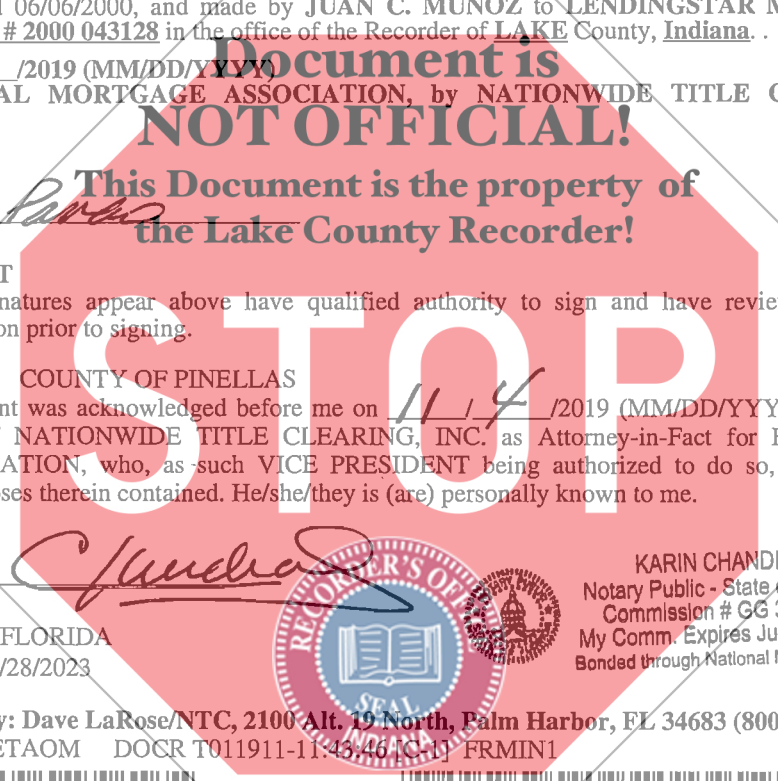 06/06/2000, and made by JUAN C. MUNOZ to LENDINGSTAR M
# 2000 043128 in the office of the Recorder of LAKE County, Indiana. .
/2019 (MM/DD/YYYY)
Document is
AL MORTGAGE ASSOCIATION, by NATIONWIDE TITLE C
NOT OFFICIAL!
This Document is the property of
the Lake County Recorder!
T
natures appear above have qualified authority to sign and have revie
on prior to signing.
STOP
COUNTY OF PINELLAS
nt was acknowledged before me on 11/4/2019 (MM/DD/YYY
NATIONWIDE TITLE CLEARING, INC. as Attorney-in-Fact for
ATION, who, as such VICE PRESIDENT being authorized to do so,
ses therein contained. He/she/they is (are) personally known to me.
RECORDER'S OFFICE
SEAL
INDIANA
KARIN CHAND
Notary Public - State
Commission # GG 3
My Comm. Expires Ju
Bonded through National
FLORIDA
/28/2023
y: Dave LaRose/NTC, 2100 Alt. 19 North, Palm Harbor, FL 34683 (800
ETAOM DOCR T011911-11:43:46 [C-1] FRMIN1